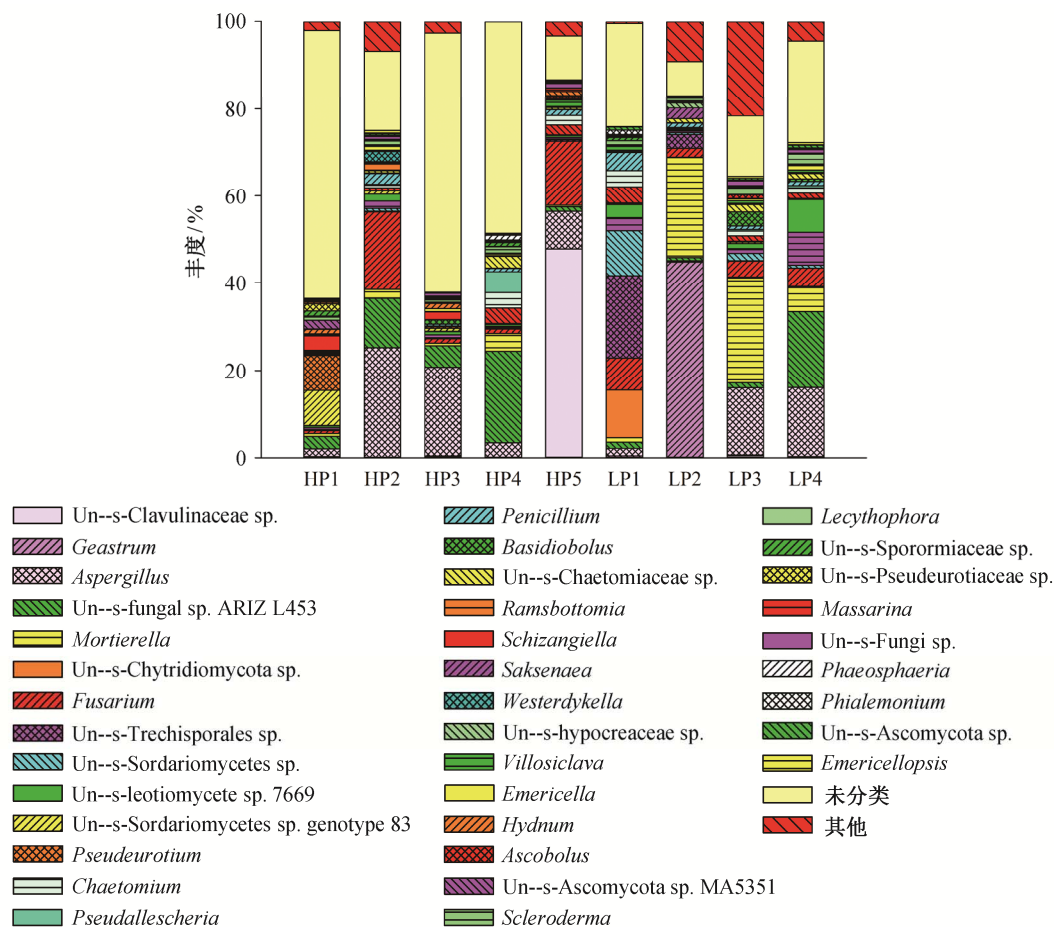 丰度/%
100
80
60
40
20
0
HP1 HP2 HP3 HP4 HP5 LP1 LP2 LP3 LP4
Un--s-Clavulinaceae sp.
Geastrum
Aspergillus
Un--s-fungal sp. ARIZ L453
Mortierella
Un--s-Chytridiomycota sp.
Fusarium
Un--s-Trechisporales sp.
Un--s-Sordariomycetes sp.
Un--s-leotiomycete sp. 7669
Un--s-Sordariomycetes sp. genotype 83
Pseudeurotium
Chaetomium
Pseudallescheria
Penicillium
Basidiobolus
Un--s-Chaetomiaceae sp.
Ramsbottomia
Schizangiella
Saksenaea
Westerdykella
Un--s-hypocreaceae sp.
Villosiclava
Emericella
Hydnum
Ascobolus
Un--s-Ascomycota sp. MA5351
Scleroderma
Lecythophora
Un--s-Sporormiaceae sp.
Un--s-Pseudeurotiaceae sp.
Massarina
Un--s-Fungi sp.
Phaeosphaeria
Phialemonium
Un--s-Ascomycota sp.
Emericellopsis
未分类
其他